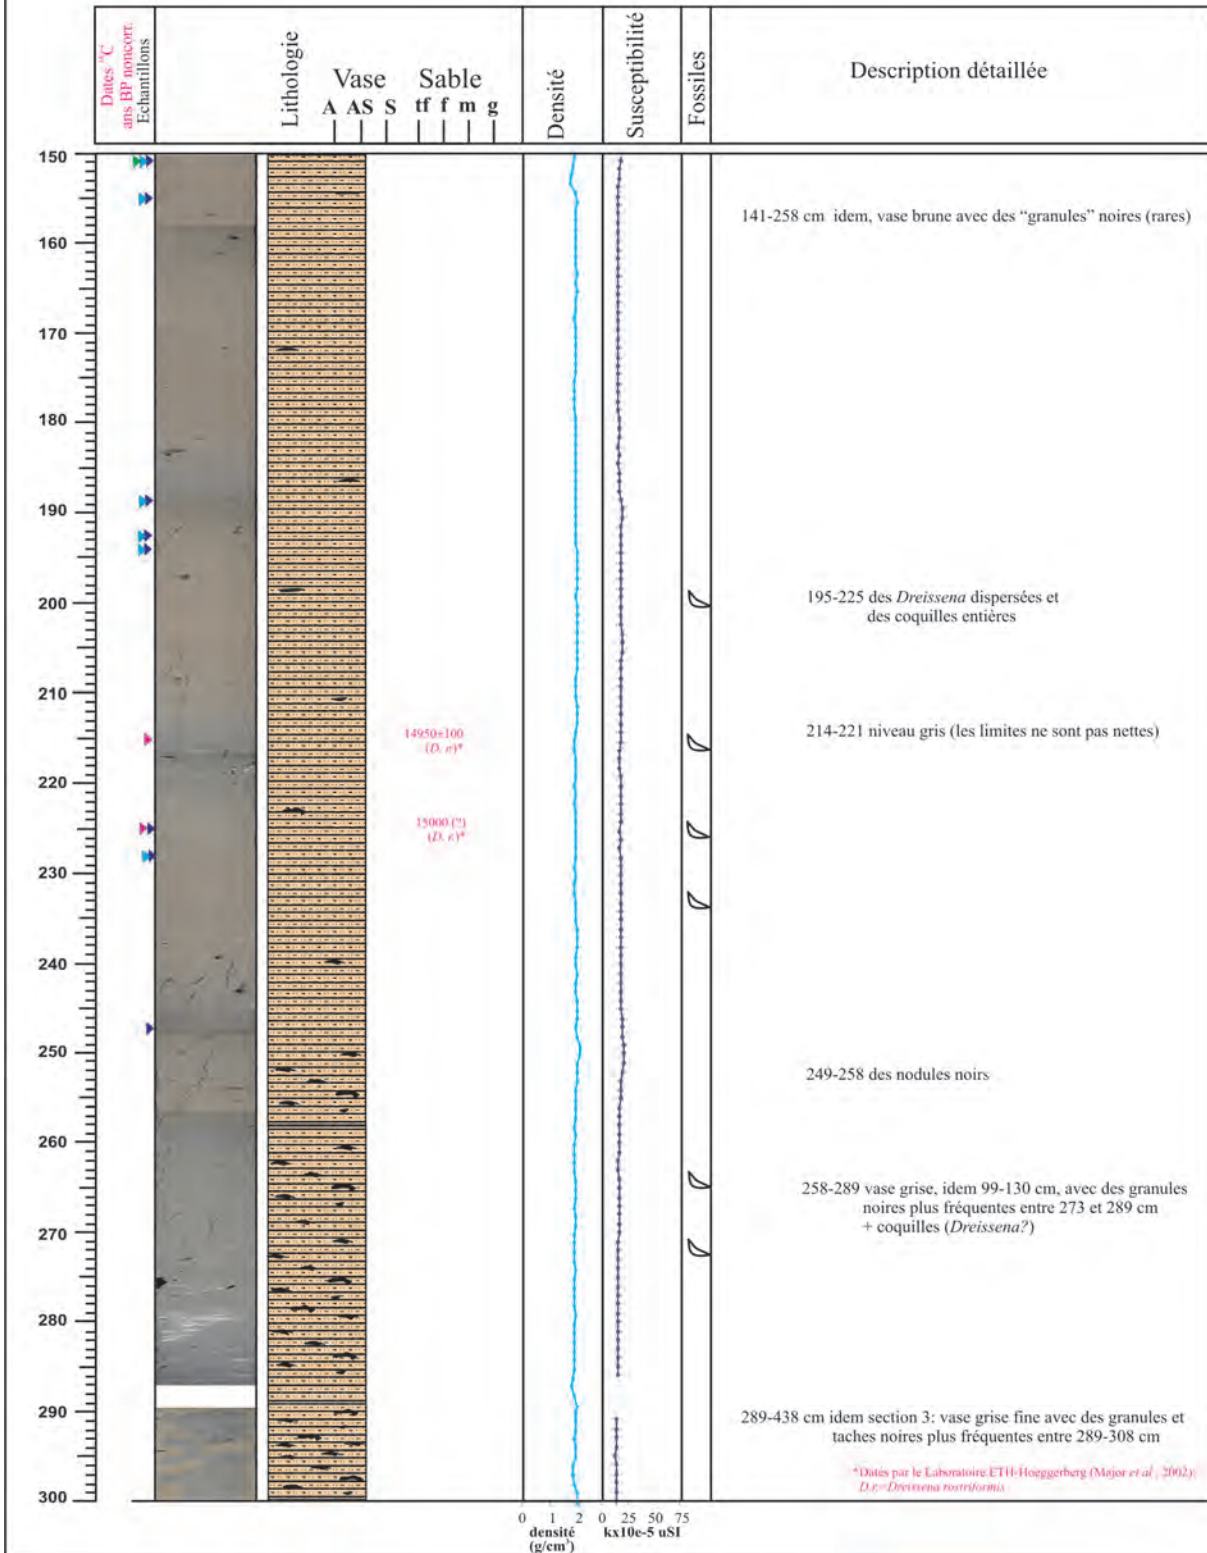 Dates ¹⁴C
ans BP noncorr.
Echantillons
Lithologie
Vase
A AS S
Sable
tf f m g
Densité
Susceptibilité
Fossiles
Description détaillée
150
160
170
180
190
200
210
220
230
240
250
260
270
280
290
300
141-258 cm idem, vase brune avec des “granules” noires (rares)
195-225 des Dreissena dispersées et
des coquilles entières
14950±100
(D. r.)*
214-221 niveau gris (les limites ne sont pas nettes)
15000 (?)
(D. r.)*
249-258 des nodules noirs
258-289 vase grise, idem 99-130 cm, avec des granules
noires plus fréquentes entre 273 et 289 cm
+ coquilles (Dreissena?)
289-438 cm idem section 3: vase grise fine avec des granules et
taches noires plus fréquentes entre 289-308 cm
*Datés par le Laboratoire ETH-Hoeggerberg (Major et al., 2002);
D.r.=Dreissena rostriformis
0 1 2
densité
(g/cm³)
0 25 50 75
kx10e-5 uSI